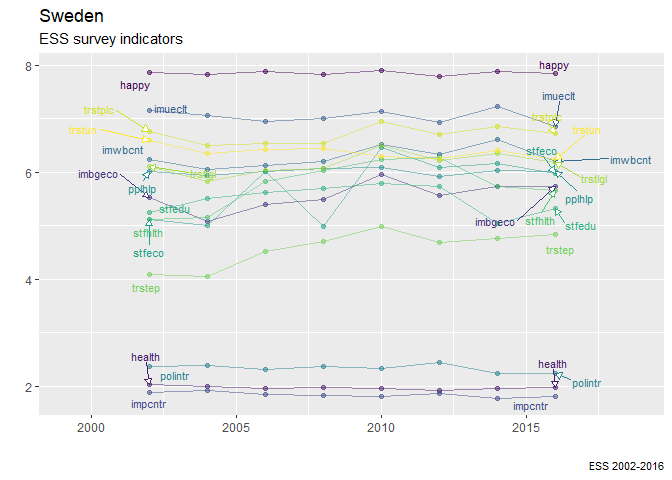 Sweden
ESS survey indicators
8
happy
happy
imueclt
imueclt
trstplc
trstplc
trstun
trstun
imwbcnt
stfeco
imwbcnt
6
imbgeco
trstlgl
trstlgl
pplhlp
pplhlp
stfedu
imbgeco
stfhlth
stfedu
stfhlth
stfeco
trstep
4
trstep
health
health
polintr
polintr
2
impcntr
impcntr
2000
2005
2010
2015
ESS 2002-2016